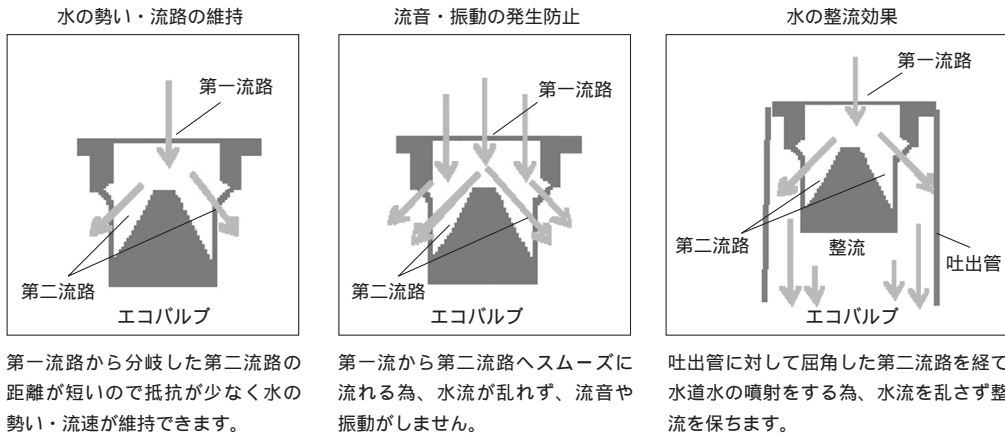 水の勢い・流路の維持
第一流路
第二流路
エコバルブ
第一流路から分岐した第二流路の
距離が短いので抵抗が少なく水の
勢い・流速が維持できます。
流音・振動の発生防止
第一流路
第二流路
エコバルブ
第一流から第二流路へスムーズに
流れる為、水流が乱れず、流音や
振動がしません。
水の整流効果
第一流路
第二流路
整流
吐出管
エコバルブ
吐出管に対して屈角した第二流路を経て
水道水の噴射をする為、水流を乱さず整
流を保ちます。